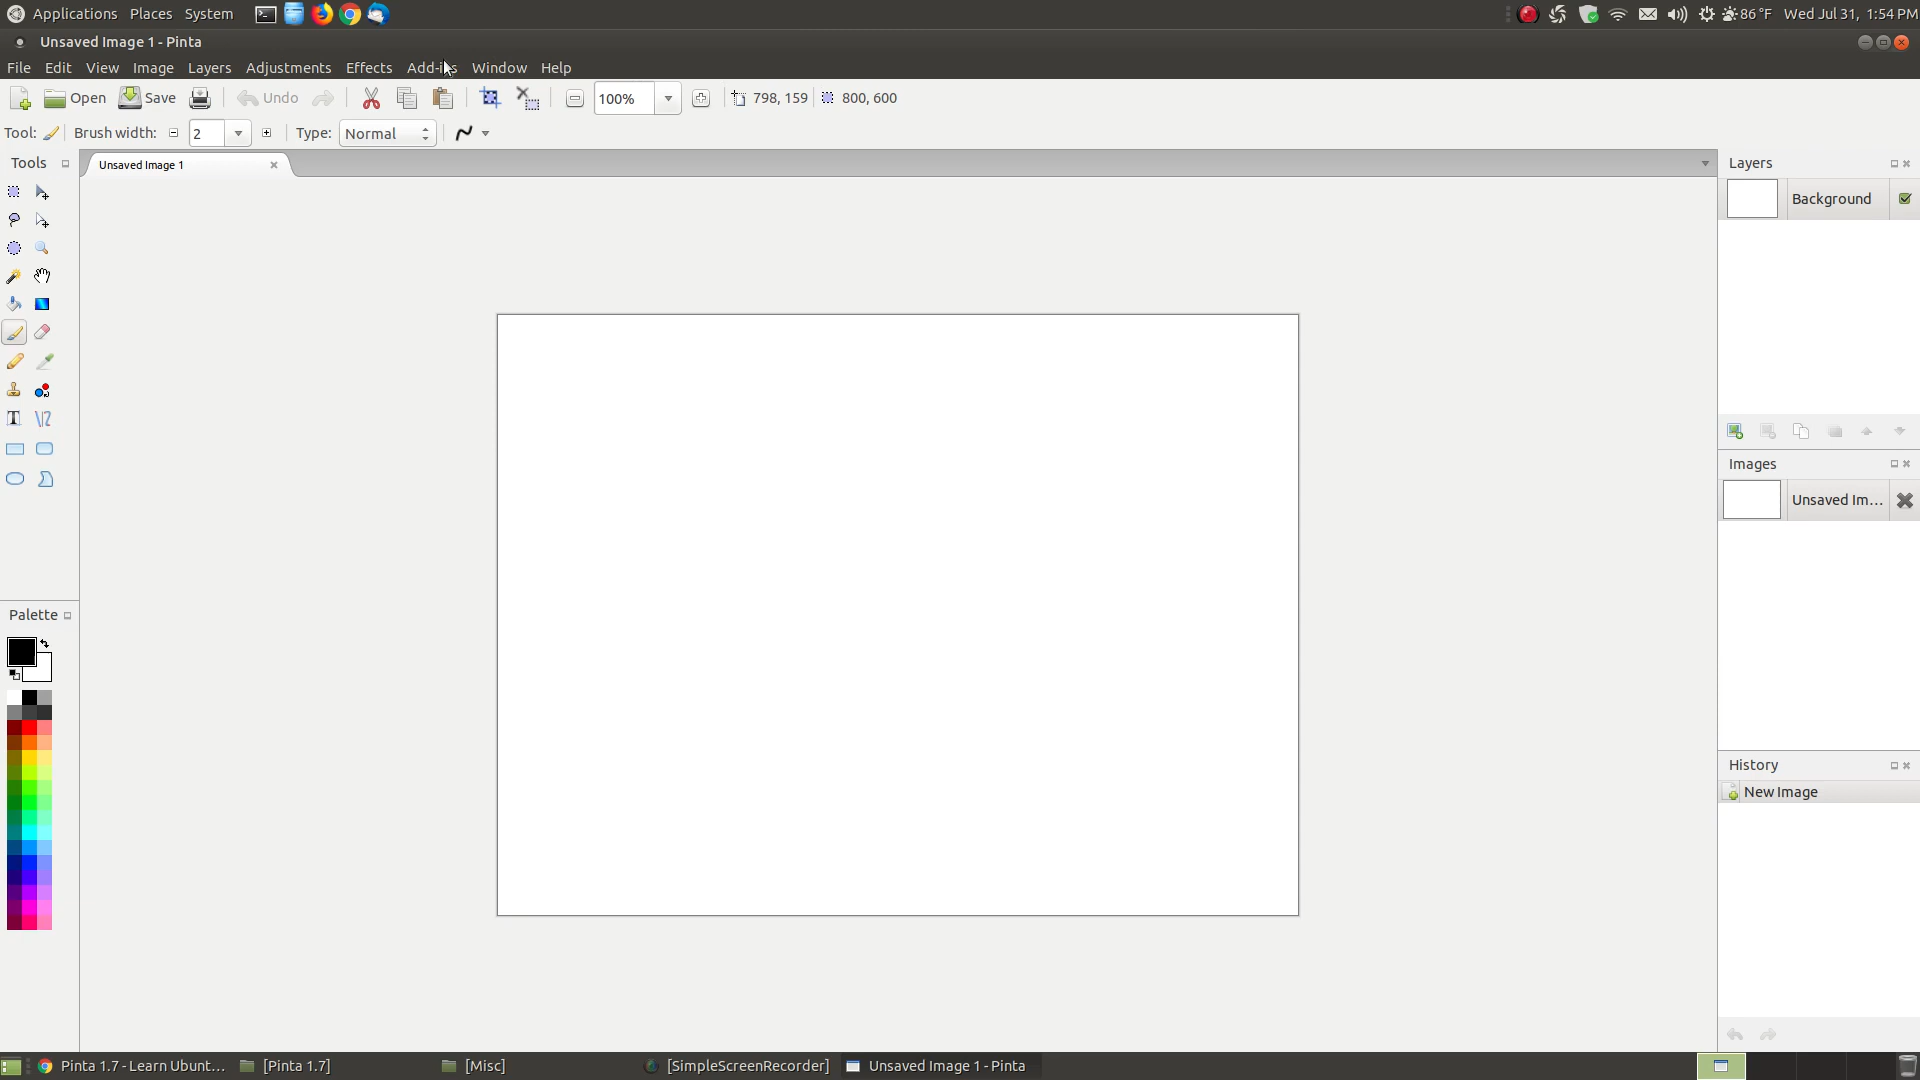 Applications Places System 86 °F Wed Jul 31, 1:54 PM
Unsaved Image 1 - Pinta
File Edit View Image Layers Adjustments Effects Add-ins Window Help
Open Save Undo 100% 798, 159 800, 600
Tool: Brush width: 2 Type: Normal
Tools
Unsaved Image 1
Layers
Background
Images
Unsaved Im...
Palette
History
New Image
Pinta 1.7 - Learn Ubunt... [Pinta 1.7] [Misc] [SimpleScreenRecorder] Unsaved Image 1 - Pinta